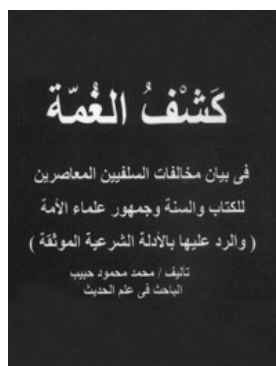 كَشْفُ الغُمّة
فى بيان مخالفات السلفيين المعاصرين
للكتاب والسنة وجمهور علماء الأمة
( والرد عليها بالأدلة الشرعية الموثقة )
تأليف / محمد محمود حبيب
الباحث فى علم الحديث